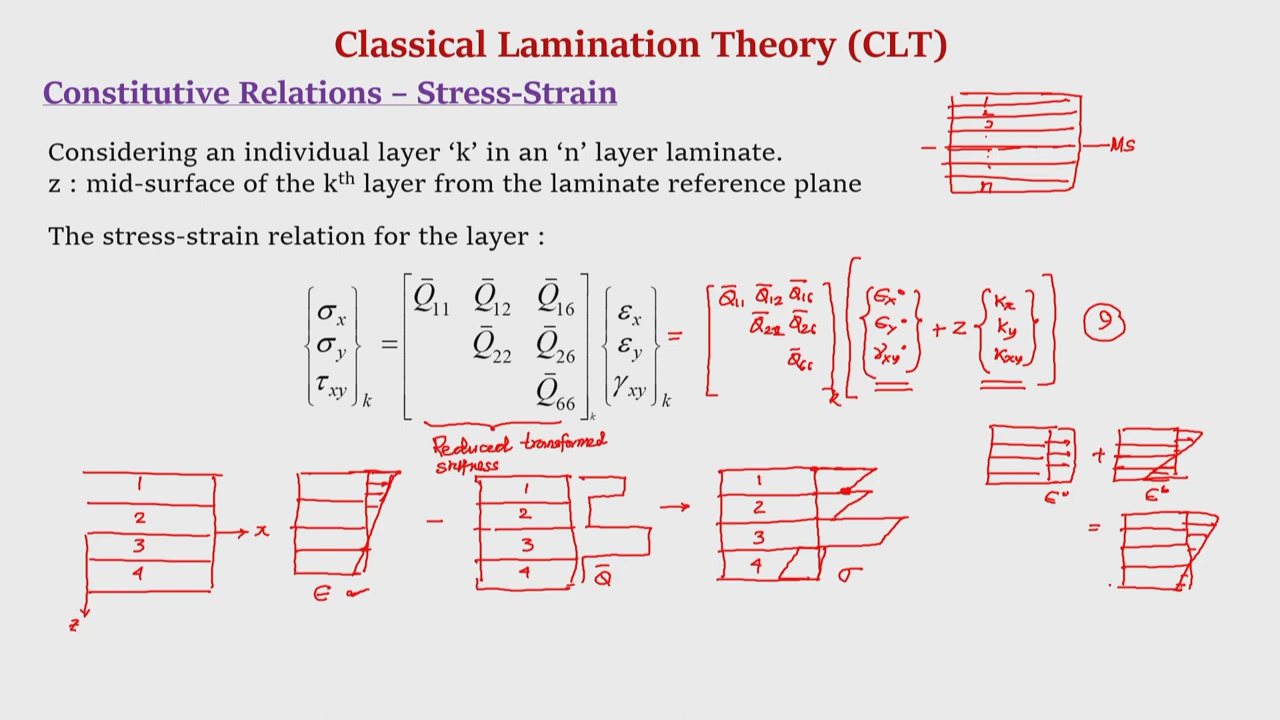 Classical Lamination Theory (CLT)
Constitutive Relations – Stress-Strain
Considering an individual layer ‘k’ in an ‘n’ layer laminate.
z : mid-surface of the kth layer from the laminate reference plane
1
2
3
n
MS
The stress-strain relation for the layer :
{σx σy τxy}k = [Q̄11 Q̄12 Q̄16 Q̄22 Q̄26 Q̄66]k {εx εy γxy}k = [Q̄11 Q̄12 Q̄16 Q̄22 Q̄26 Q̄66]k [{εx° εy° γxy°} + z {κx κy κxy}] 9
Reduced transformed
stiffness
1
2
3
4
x
z
ϵ
1
2
3
4
Q̄
→
1
2
3
4
σ
ϵ° + ϵb
=